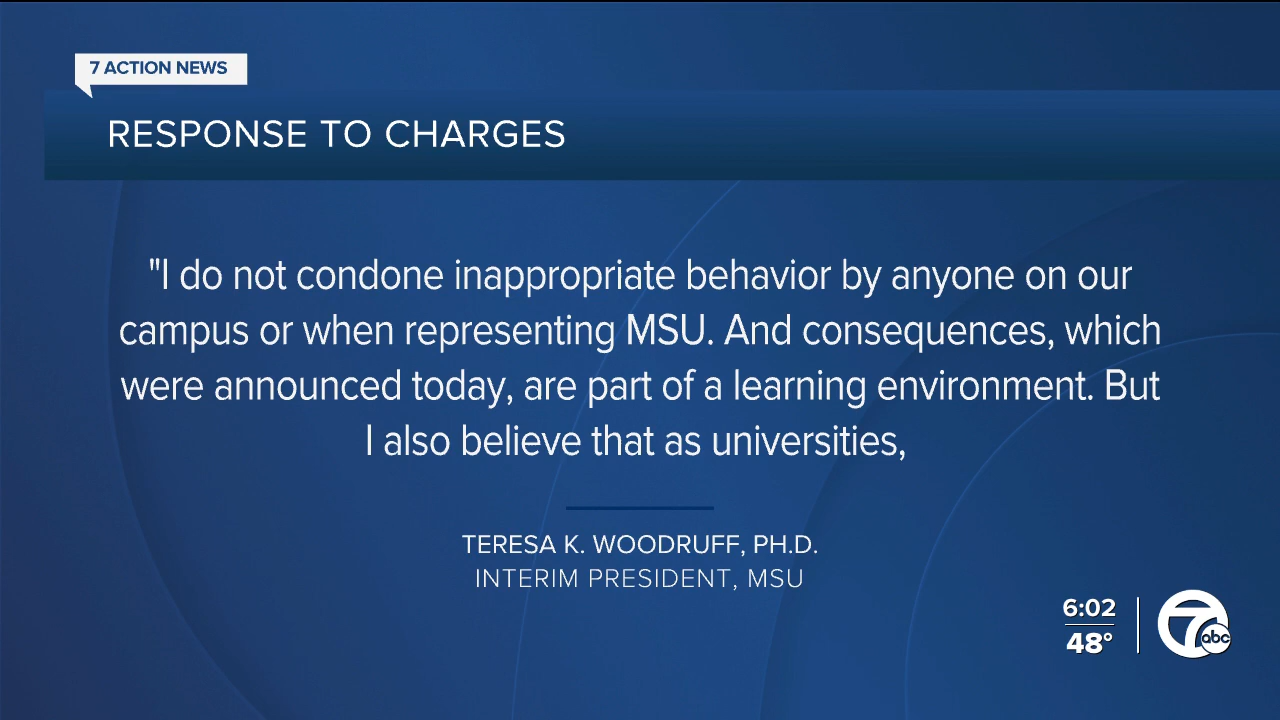 7 ACTION NEWS
RESPONSE TO CHARGES
"I do not condone inappropriate behavior by anyone on our
campus or when representing MSU. And consequences, which
were announced today, are part of a learning environment. But
I also believe that as universities,
TERESA K. WOODRUFF, PH.D.
INTERIM PRESIDENT, MSU
6:02
48°
7 abc